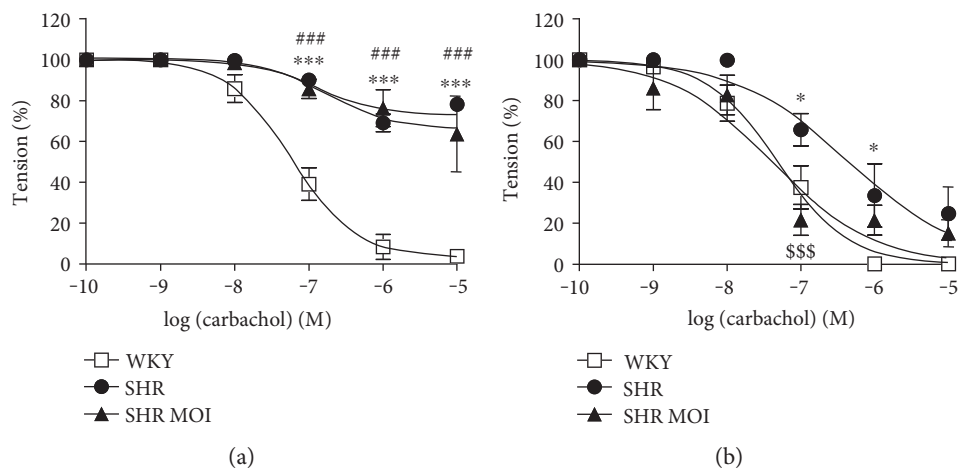 120
100
80
60
40
20
0
Tension (%)
###
***
###
***
###
***
-10 -9 -8 -7 -6 -5
log (carbachol) (M)
WKY
SHR
SHR MOI
(a)
120
100
80
60
40
20
0
Tension (%)
*
*
$$$
-10 -9 -8 -7 -6 -5
log (carbachol) (M)
WKY
SHR
SHR MOI
(b)